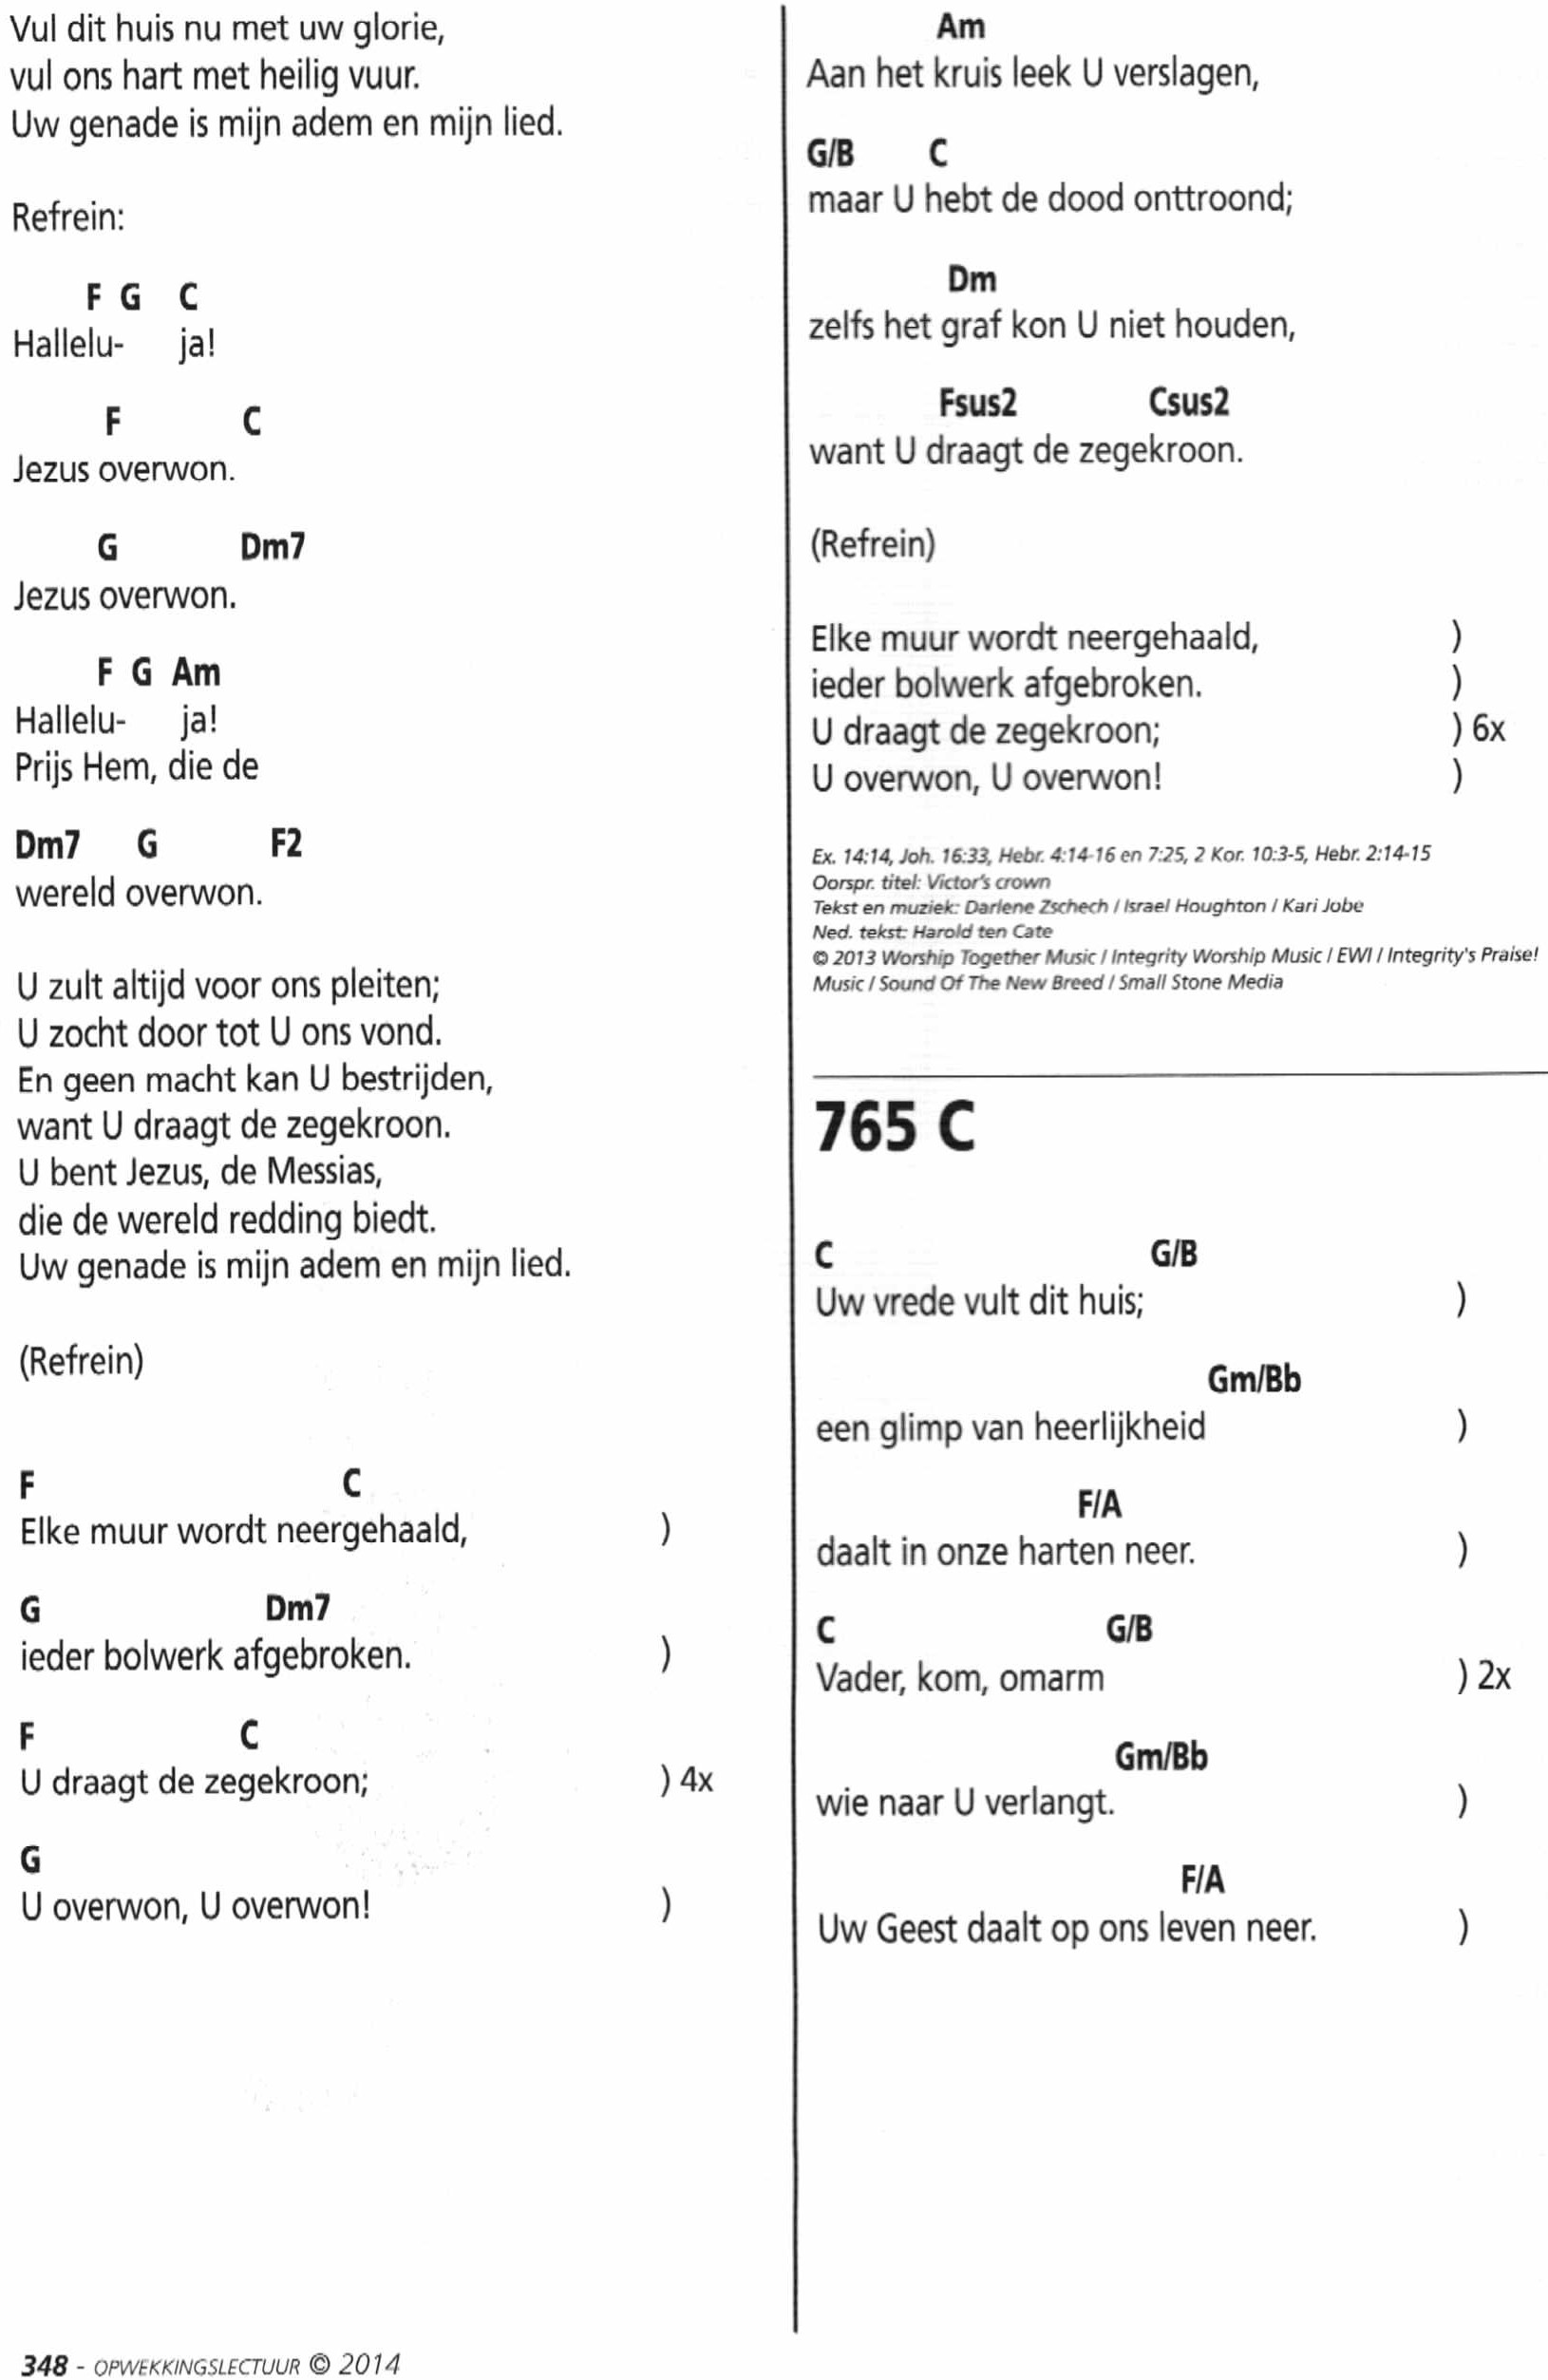 Vul dit huis nu met uw glorie,
vul ons hart met heilig vuur.
Uw genade is mijn adem en mijn lied.
Refrein:
F G C
Hallelu- ja!
F C
Jezus overwon.
G Dm7
Jezus overwon.
F G Am
Hallelu- ja!
Prijs Hem, die de
Dm7 G F2
wereld overwon.
U zult altijd voor ons pleiten;
U zocht door tot U ons vond.
En geen macht kan U bestrijden,
want U draagt de zegekroon.
U bent Jezus, de Messias,
die de wereld redding biedt.
Uw genade is mijn adem en mijn lied.
(Refrein)
F C
Elke muur wordt neergehaald, )
G Dm7
ieder bolwerk afgebroken. )
F C
U draagt de zegekroon; ) 4x
G
U overwon, U overwon! )
Am
Aan het kruis leek U verslagen,
G/B C
maar U hebt de dood onttroond;
Dm
zelfs het graf kon U niet houden,
Fsus2 Csus2
want U draagt de zegekroon.
(Refrein)
Elke muur wordt neergehaald, )
ieder bolwerk afgebroken. )
U draagt de zegekroon; ) 6x
U overwon, U overwon! )
Ex. 14:14, Joh. 16:33, Hebr. 4:14-16 en 7:25, 2 Kor. 10:3-5, Hebr. 2:14-15
Oorspr. titel: Victor's crown
Tekst en muziek: Darlene Zschech / Israel Houghton / Kari Jobe
Ned. tekst: Harold ten Cate
© 2013 Worship Together Music / Integrity Worship Music / EWI / Integrity's Praise!
Music / Sound Of The New Breed / Small Stone Media
765 C
C G/B
Uw vrede vult dit huis; )
Gm/Bb
een glimp van heerlijkheid )
F/A
daalt in onze harten neer. )
C G/B
Vader, kom, omarm ) 2x
Gm/Bb
wie naar U verlangt. )
F/A
Uw Geest daalt op ons leven neer. )
348 - OPWEKKINGSLECTUUR © 2014